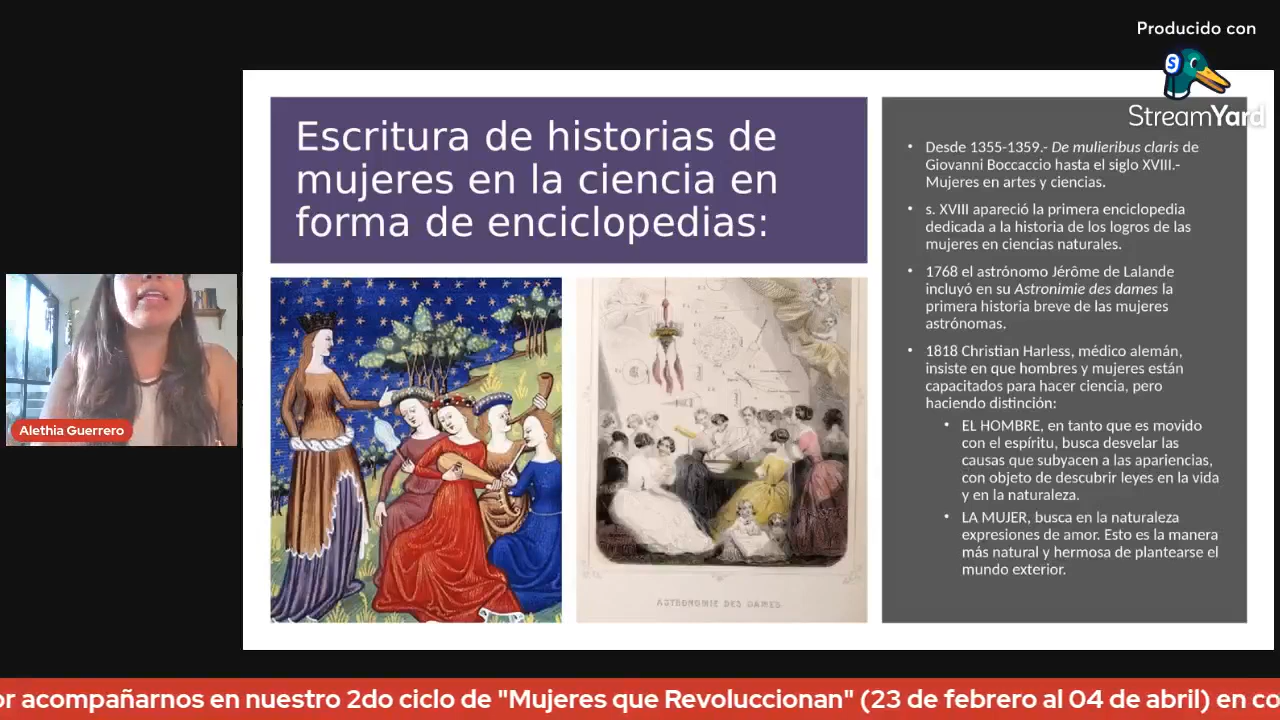 Producido con
StreamYard
Escritura de historias de
mujeres en la ciencia en
forma de enciclopedias:
• Desde 1355-1359.- De mulieribus claris de
Giovanni Boccaccio hasta el siglo XVIII.-
Mujeres en artes y ciencias.
• s. XVIII apareció la primera enciclopedia
dedicada a la historia de los logros de las
mujeres en ciencias naturales.
• 1768 el astrónomo Jérôme de Lalande
incluyó en su Astronimie des dames la
primera historia breve de las mujeres
astrónomas.
• 1818 Christian Harless, médico alemán,
insiste en que hombres y mujeres están
capacitados para hacer ciencia, pero
haciendo distinción:
• EL HOMBRE, en tanto que es movido
con el espíritu, busca desvelar las
causas que subyacen a las apariencias,
con objeto de descubrir leyes en la vida
y en la naturaleza.
• LA MUJER, busca en la naturaleza
expresiones de amor. Esto es la manera
más natural y hermosa de plantearse el
mundo exterior.
ASTRONOMIE DES DAMES
Alethia Guerrero
or acompañarnos en nuestro 2do ciclo de "Mujeres que Revoluccionan" (23 de febrero al 04 de abril) en co